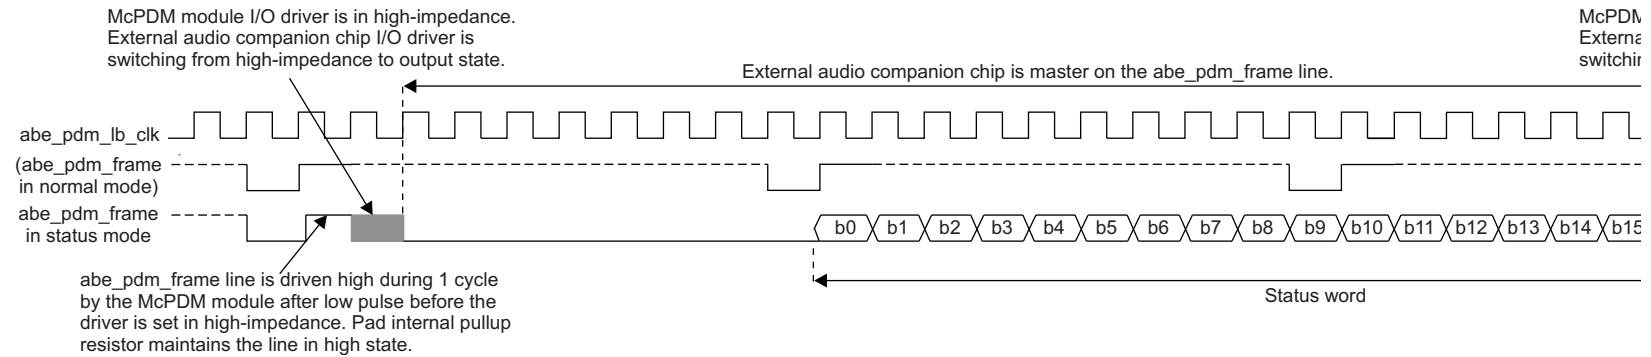 McPDM module I/O driver is in high-impedance.
External audio companion chip I/O driver is
switching from high-impedance to output state.
McPDM
Externa
switchin
External audio companion chip is master on the abe_pdm_frame line.
abe_pdm_lb_clk
(abe_pdm_frame
in normal mode)
abe_pdm_frame
in status mode
b0 b1 b2 b3 b4 b5 b6 b7 b8 b9 b10 b11 b12 b13 b14 b15
abe_pdm_frame line is driven high during 1 cycle
by the McPDM module after low pulse before the
driver is set in high-impedance. Pad internal pullup
resistor maintains the line in high state.
Status word